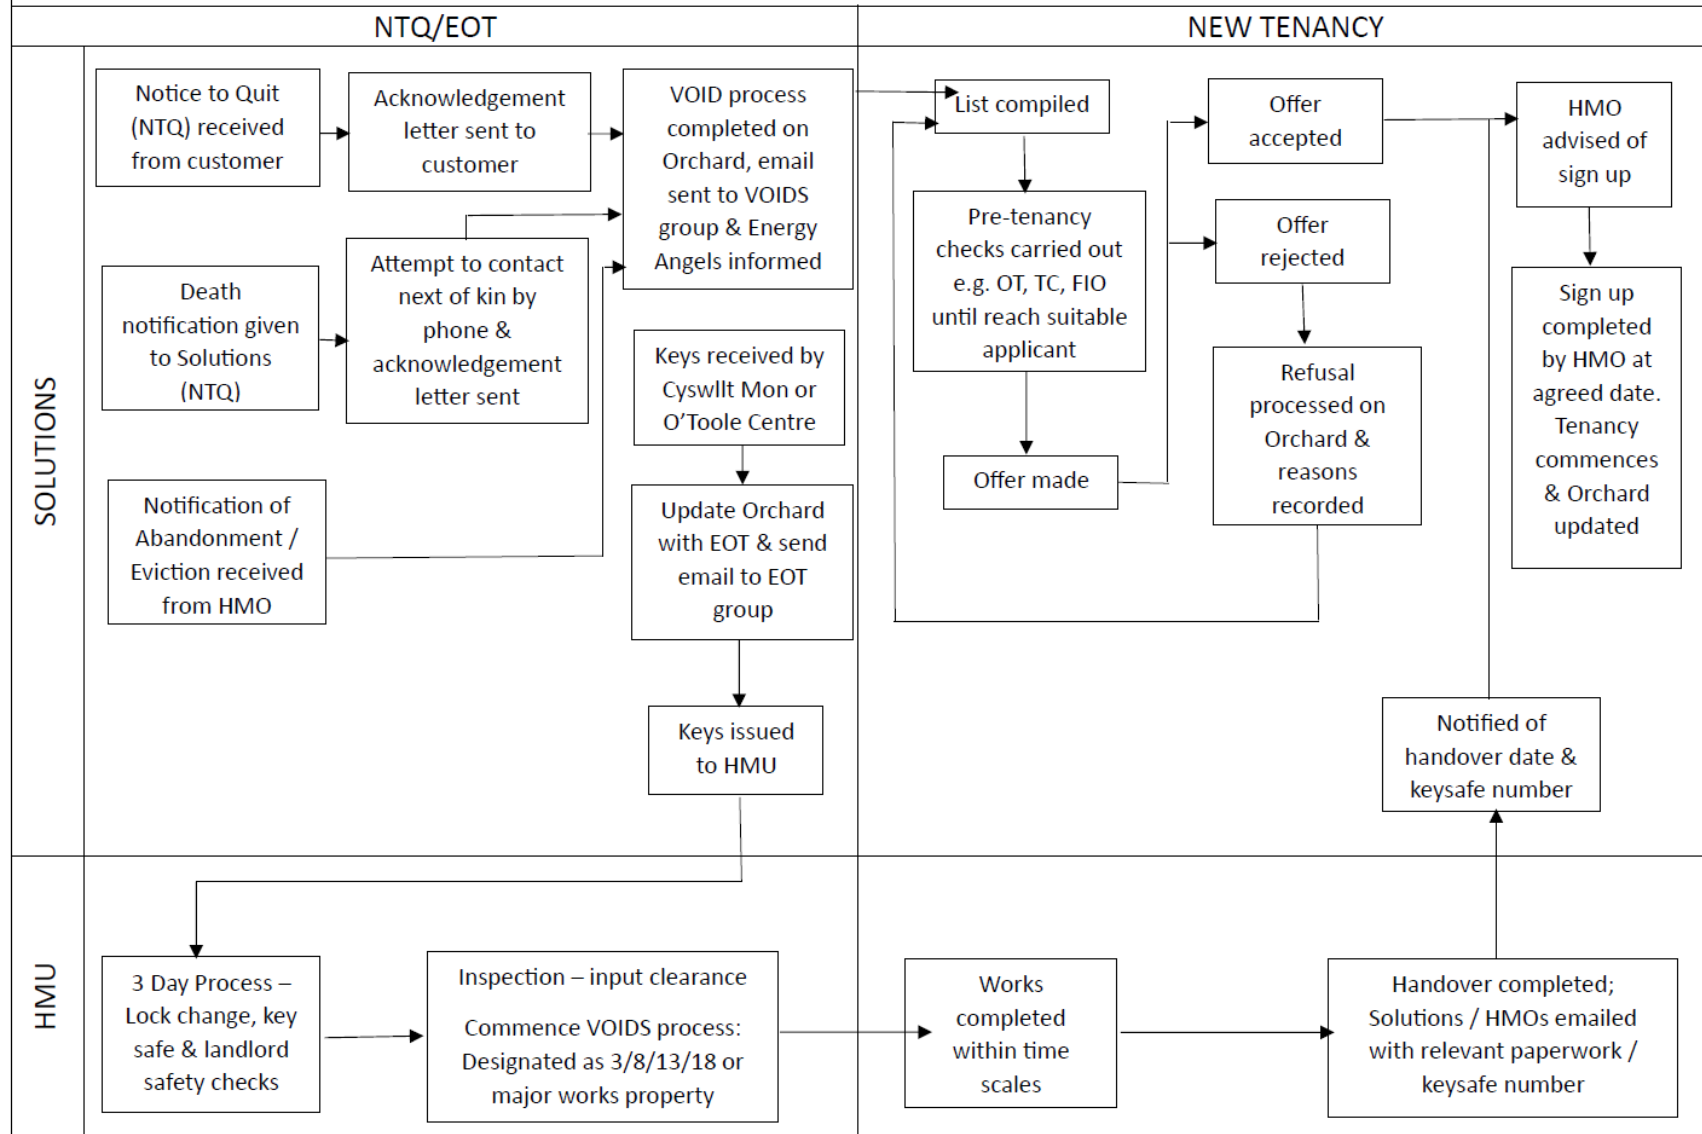 NTQ/EOT
NEW TENANCY
SOLUTIONS
Notice to Quit
(NTQ) received
from customer
Acknowledgement
letter sent to
customer
VOID process
completed on
Orchard, email
sent to VOIDS
group & Energy
Angels informed
Death
notification given
to Solutions
(NTQ)
Attempt to contact
next of kin by
phone &
acknowledgement
letter sent
Notification of
Abandonment /
Eviction received
from HMO
Keys received by
Cyswllt Mon or
O'Toole Centre
Update Orchard
with EOT & send
email to EOT
group
Keys issued
to HMU
List compiled
Pre-tenancy
checks carried out
e.g. OT, TC, FIO
until reach suitable
applicant
Offer made
Offer
accepted
Offer
rejected
Refusal
processed on
Orchard &
reasons
recorded
HMO
advised of
sign up
Sign up
completed
by HMO at
agreed date.
Tenancy
commences
& Orchard
updated
Notified of
handover date &
keysafe number
HMU
3 Day Process –
Lock change, key
safe & landlord
safety checks
Inspection – input clearance
Commence VOIDS process:
Designated as 3/8/13/18 or
major works property
Works
completed
within time
scales
Handover completed;
Solutions / HMOs emailed
with relevant paperwork /
keysafe number